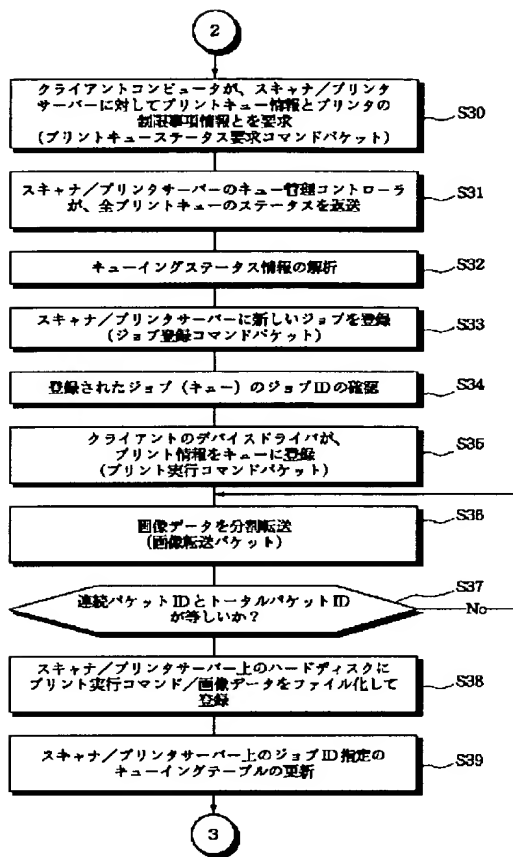 2
クライアントコンピュータが、スキャナ／プリンタ
サーバーに対してプリントキュー情報とプリンタの
制限事項情報とを要求
(プリントキューステータス要求コマンドパケット)
S30
スキャナ／プリンタサーバーのキュー管理コントローラ
が、全プリントキューのステータスを返送
S31
キューイングステータス情報の解析
S32
スキャナ／プリンタサーバーに新しいジョブを登録
(ジョブ登録コマンドパケット)
S33
登録されたジョブ（キュー）のジョブIDの確認
S34
クライアントのデバイスドライバが、
プリント情報をキューに登録
(プリント実行コマンドパケット)
S35
画像データを分割転送
(画像転送パケット)
S36
連続パケットIDとトータルパケットID
が等しいか？
S37
No
スキャナ／プリンタサーバー上のハードディスクに
プリント実行コマンド／画像データをファイル化して
登録
S38
スキャナ／プリンタサーバー上のジョブID指定の
キューイングテーブルの更新
S39
3